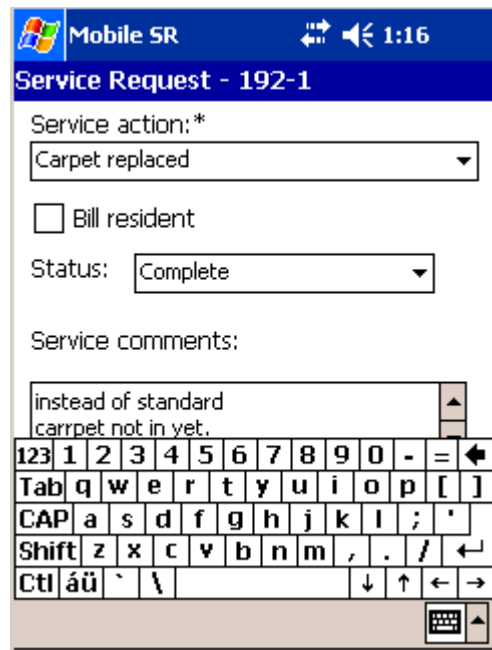 Mobile SR 1:16
Service Request - 192-1
Service action:*
Carpet replaced
Bill resident
Status: Complete
Service comments:
instead of standard
carrpet not in yet.
123 1 2 3 4 5 6 7 8 9 0 - =
Tab q w e r t y u i o p [ ]
CAP a s d f g h j k l ; '
Shift z x c v b n m , . /
Ctl áü ` \ ↓ ↑ ← →